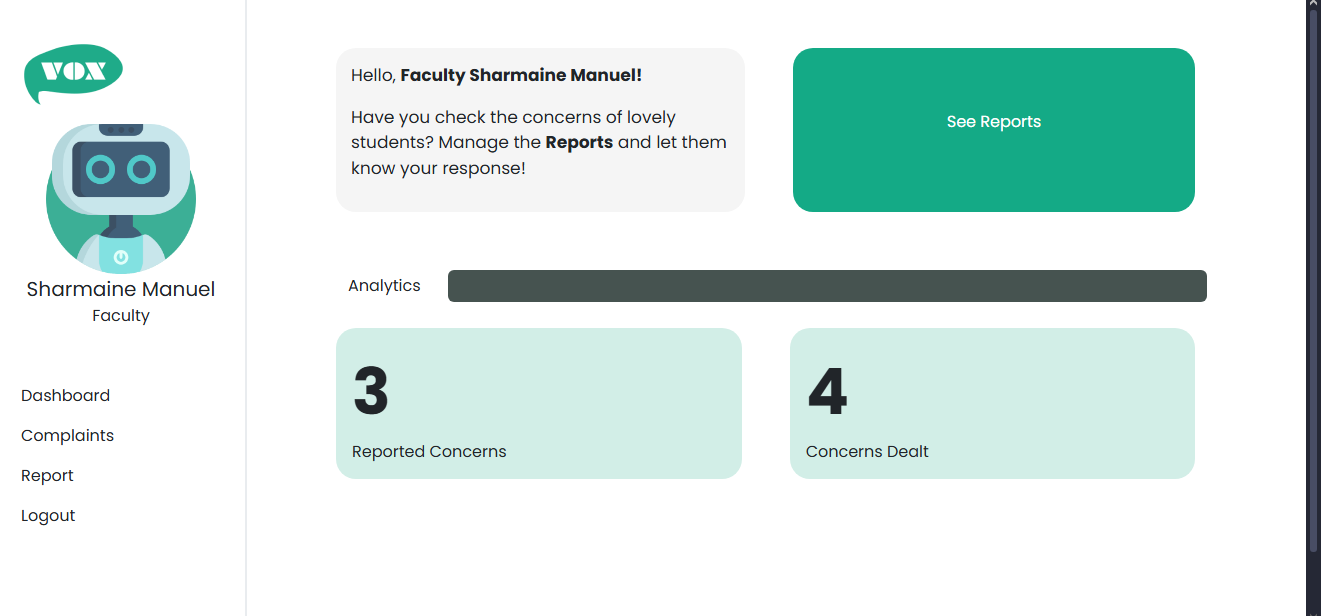 VOX
Sharmaine Manuel
Faculty
Dashboard
Complaints
Report
Logout
Hello, Faculty Sharmaine Manuel!
Have you check the concerns of lovely
students? Manage the Reports and let them
know your response!
See Reports
Analytics
3
Reported Concerns
4
Concerns Dealt